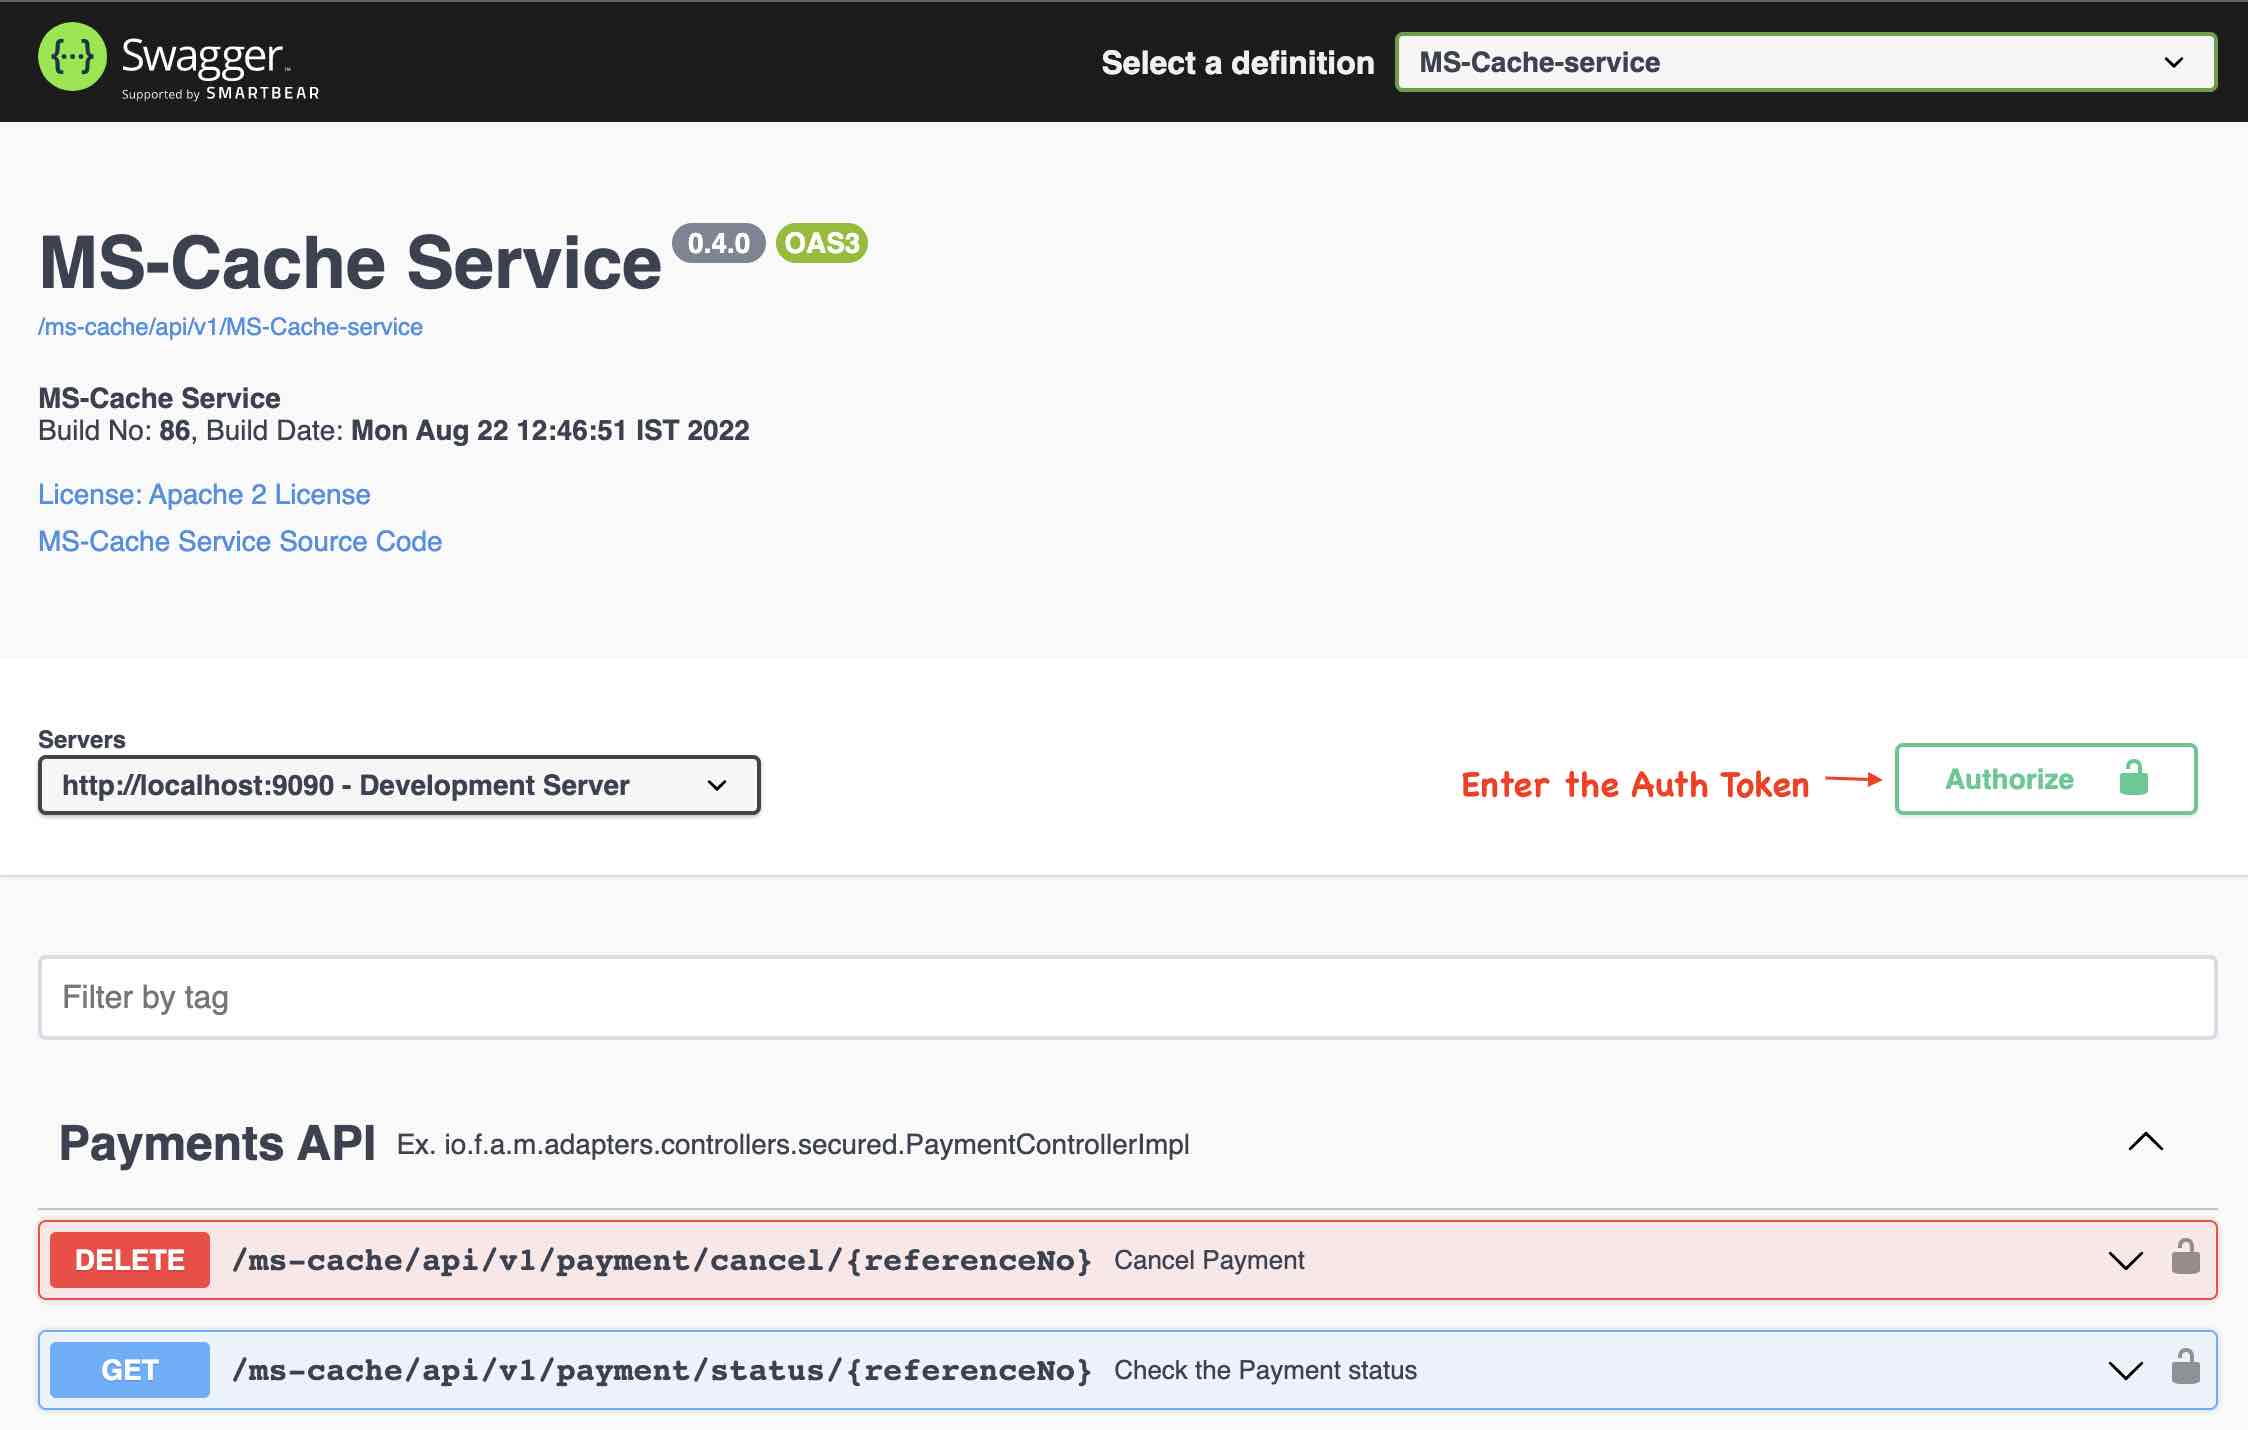 {···} Swagger™
Supported by SMARTBEAR
Select a definition
MS-Cache-service
MS-Cache Service 0.4.0 OAS3
/ms-cache/api/v1/MS-Cache-service
MS-Cache Service
Build No: 86, Build Date: Mon Aug 22 12:46:51 IST 2022
License: Apache 2 License
MS-Cache Service Source Code
Servers
http://localhost:9090 - Development Server
Enter the Auth Token
Authorize
Filter by tag
Payments API Ex. io.f.a.m.adapters.controllers.secured.PaymentControllerImpl
DELETE /ms-cache/api/v1/payment/cancel/{referenceNo} Cancel Payment
GET /ms-cache/api/v1/payment/status/{referenceNo} Check the Payment status